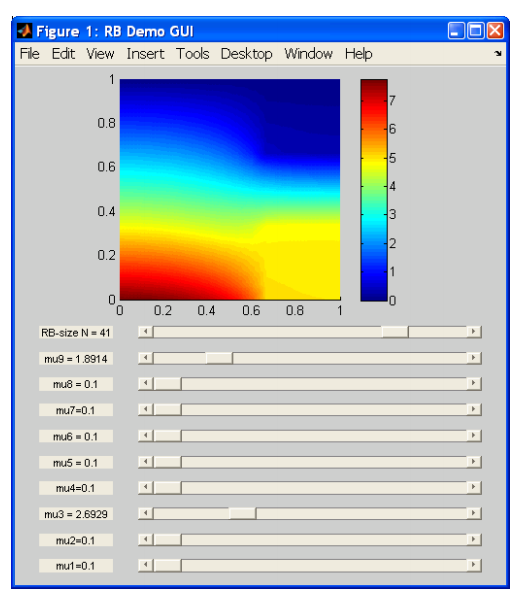 Figure 1: RB Demo GUI
File Edit View Insert Tools Desktop Window Help
1
0.8
0.6
0.4
0.2
0
0 0.2 0.4 0.6 0.8 1
7
6
5
4
3
2
1
0
RB-size N = 41
mu9 = 1.8914
mu8 = 0.1
mu7=0.1
mu6 = 0.1
mu5 = 0.1
mu4=0.1
mu3 = 2.6929
mu2=0.1
mu1=0.1